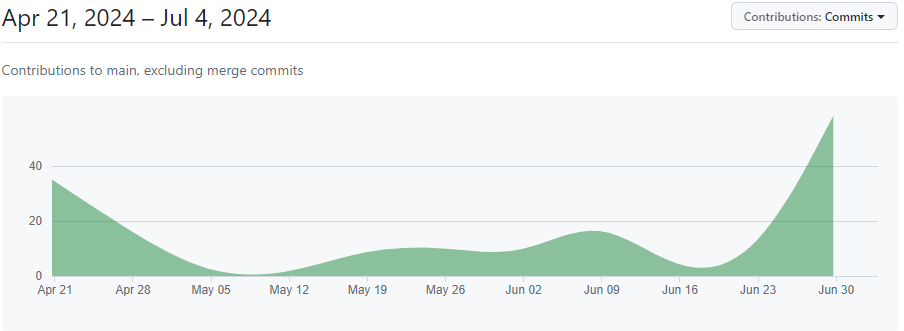 Apr 21, 2024 – Jul 4, 2024
Contributions: Commits
Contributions to main, excluding merge commits
40
20
0
Apr 21 Apr 28 May 05 May 12 May 19 May 26 Jun 02 Jun 09 Jun 16 Jun 23 Jun 30